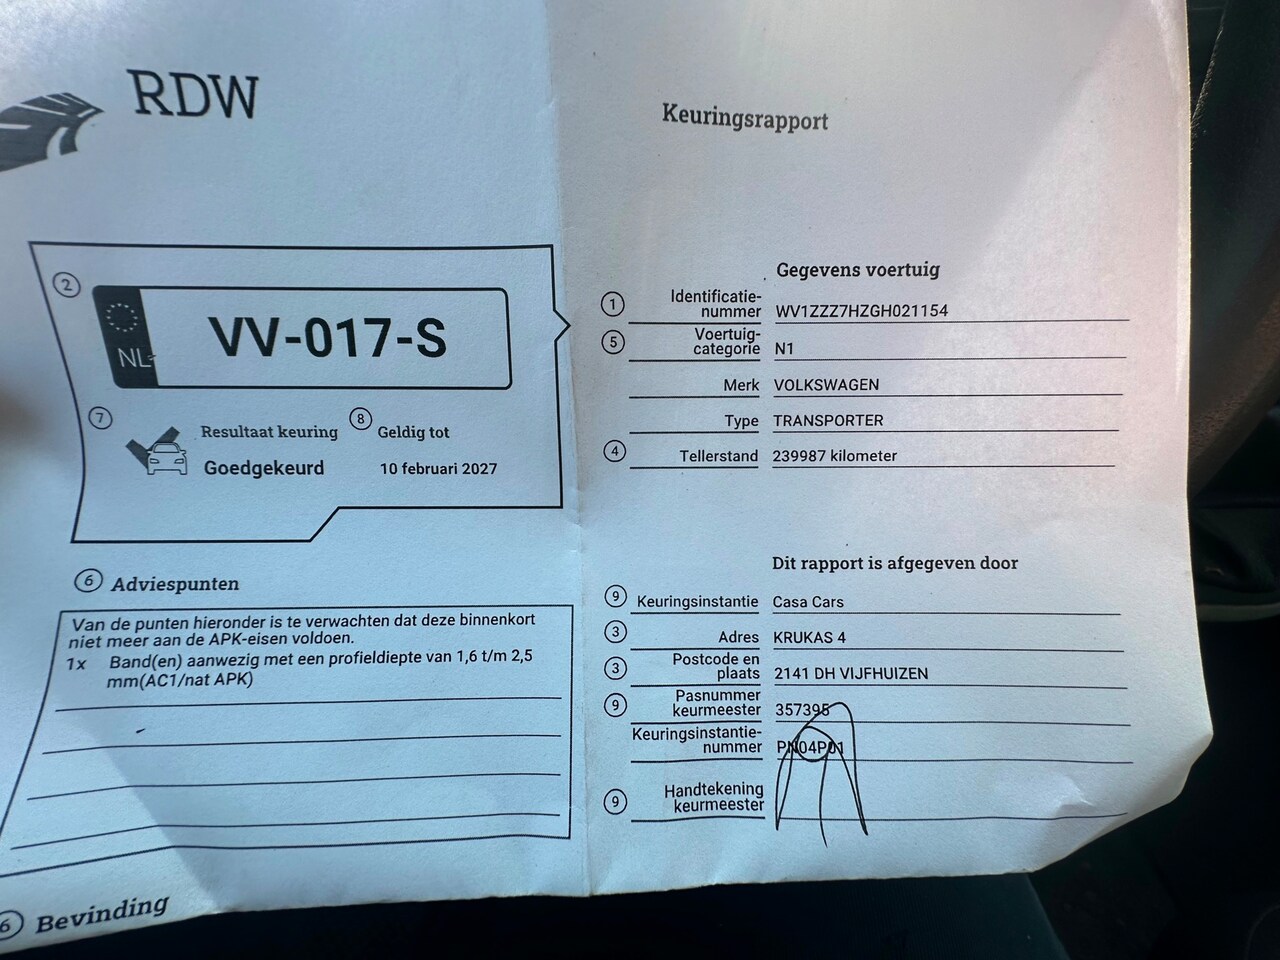 RDW
Keuringsrapport
2
NL
VV-017-S
7
Resultaat keuring
Goedgekeurd
8
Geldig tot
10 februari 2027
6 Adviespunten
Van de punten hieronder is te verwachten dat deze binnenkort
niet meer aan de APK-eisen voldoen.
1x Band(en) aanwezig met een profieldiepte van 1,6 t/m 2,5
mm(AC1/nat APK)
6 Bevinding
Gegevens voertuig
1 Identificatie-
nummer WV1ZZZ7HZGH021154
5 Voertuig-
categorie N1
Merk VOLKSWAGEN
Type TRANSPORTER
4 Tellerstand 239987 kilometer
Dit rapport is afgegeven door
9 Keuringsinstantie Casa Cars
3 Adres KRUKAS 4
3 Postcode en
plaats 2141 DH VIJFHUIZEN
9 Pasnummer
keurmeester 357395
Keuringsinstantie-
nummer PN04P01
9 Handtekening
keurmeester